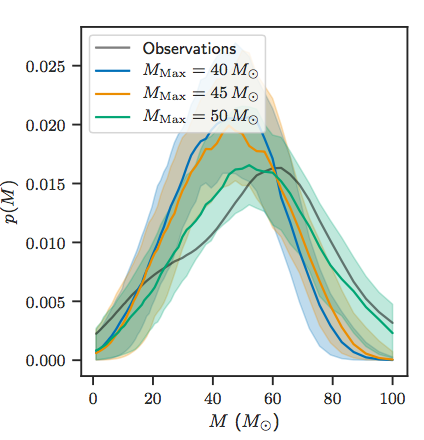 Observations
M_Max = 40 M_⊙
M_Max = 45 M_⊙
M_Max = 50 M_⊙
0.025
0.020
0.015
0.010
0.005
0.000
p(M)
0 20 40 60 80 100
M (M_⊙)